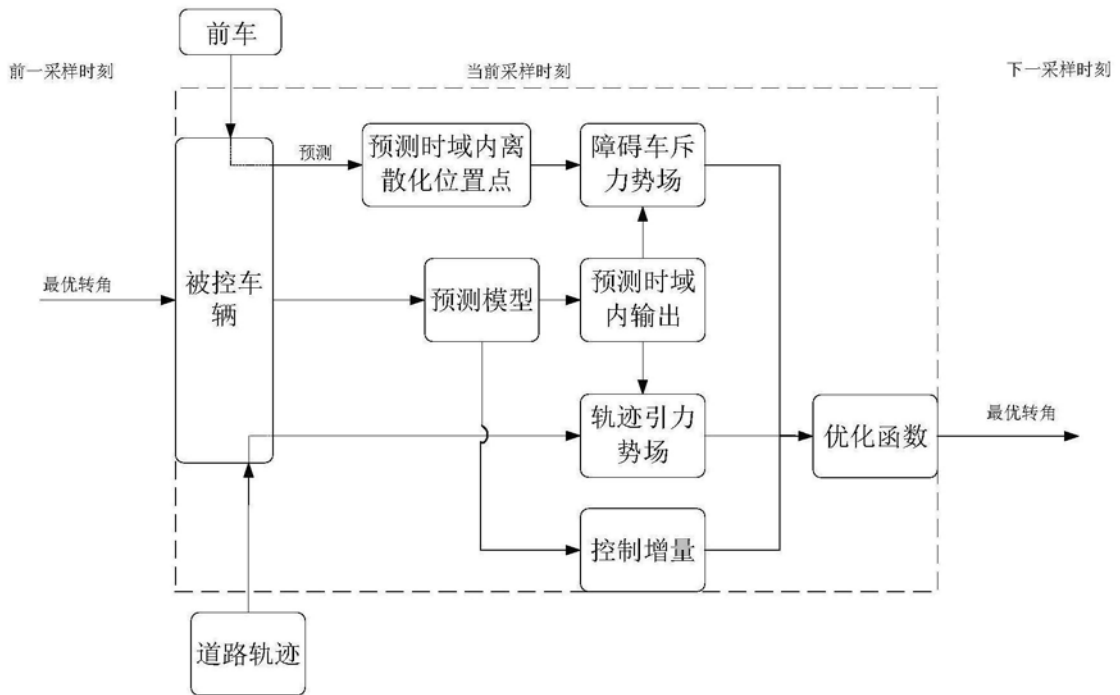 前车
前一采样时刻
当前采样时刻
下一采样时刻
预测
预测时域内离
散化位置点
障碍车斥
力势场
最优转角
被控车
辆
预测模型
预测时域
内输出
轨迹引力
势场
优化函数
最优转角
控制增量
道路轨迹